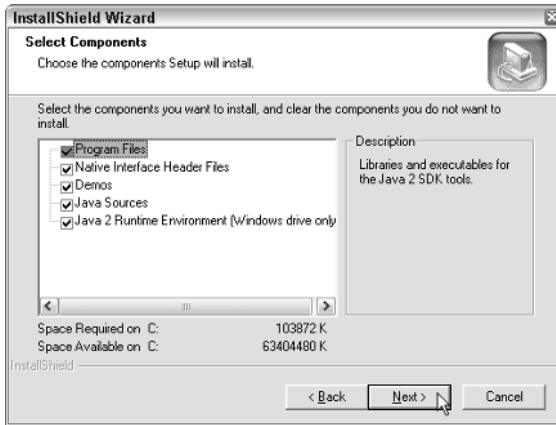 InstallShield Wizard
Select Components
Choose the components Setup will install.
Select the components you want to install, and clear the components you do not want to
install.
Program Files
Native Interface Header Files
Demos
Java Sources
Java 2 Runtime Environment (Windows drive only
Description
Libraries and executables for
the Java 2 SDK tools.
Space Required on C: 103872 K
Space Available on C: 63404480 K
InstallShield
< Back Next > Cancel